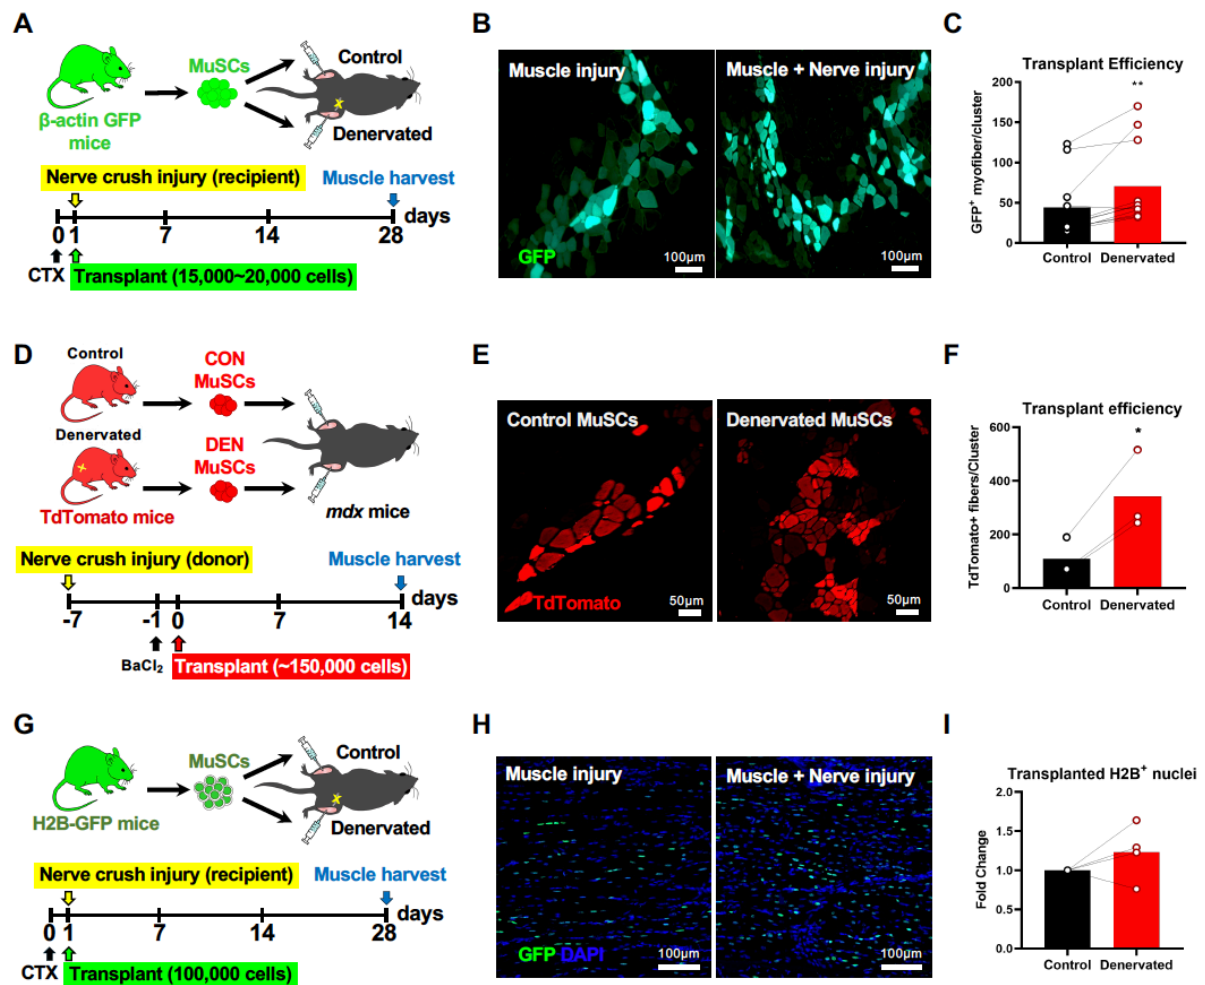 A
β-actin GFP
mice
MuSCs
Control
Denervated
Nerve crush injury (recipient)
Muscle harvest
0 1 7 14 28 days
CTX
Transplant (15,000~20,000 cells)
B
Muscle injury
Muscle + Nerve injury
GFP
100µm
100µm
C
Transplant Efficiency
**
GFP+ myofiber/cluster
200
150
100
50
0
Control Denervated
D
Control
CON
MuSCs
Denervated
DEN
MuSCs
TdTomato mice
mdx mice
Nerve crush injury (donor)
Muscle harvest
-7 -1 0 7 14 days
BaCl2
Transplant (~150,000 cells)
E
Control MuSCs
Denervated MuSCs
TdTomato
50µm
50µm
F
Transplant efficiency
*
TdTomato+ fibers/Cluster
600
400
200
0
Control Denervated
G
H2B-GFP mice
MuSCs
Control
Denervated
Nerve crush injury (recipient)
Muscle harvest
0 1 7 14 28 days
CTX
Transplant (100,000 cells)
H
Muscle injury
Muscle + Nerve injury
GFP DAPI
100µm
100µm
I
Transplanted H2B+ nuclei
Fold Change
2.0
1.5
1.0
0.5
0.0
Control Denervated